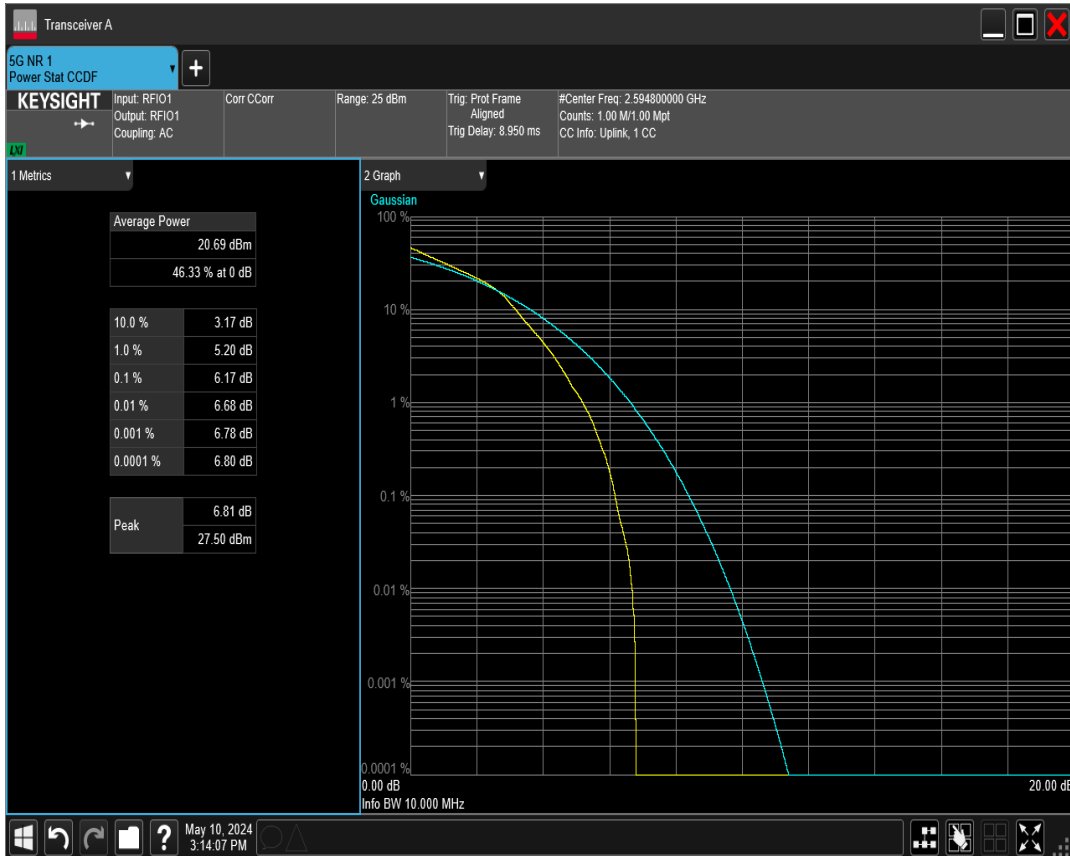 Transceiver A
5G NR 1
Power Stat CCDF
KEYSIGHT
LXI
Input: RFIO1
Output: RFIO1
Coupling: AC
Corr CCorr
Range: 25 dBm
Trig: Prot Frame
Aligned
Trig Delay: 8.950 ms
#Center Freq: 2.594800000 GHz
Counts: 1.00 M/1.00 Mpt
CC Info: Uplink, 1 CC
1 Metrics
Average Power
20.69 dBm
46.33 % at 0 dB
10.0 % 3.17 dB
1.0 % 5.20 dB
0.1 % 6.17 dB
0.01 % 6.68 dB
0.001 % 6.78 dB
0.0001 % 6.80 dB
Peak
6.81 dB
27.50 dBm
2 Graph
Gaussian
100 %
10 %
1 %
0.1 %
0.01 %
0.001 %
0.0001 %
0.00 dB 20.00 dB
Info BW 10.000 MHz
? May 10, 2024
3:14:07 PM